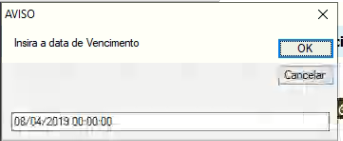 AVISO
Insira a data de Vencimento
OK
Cancelar
08/04/2019 00:00:00